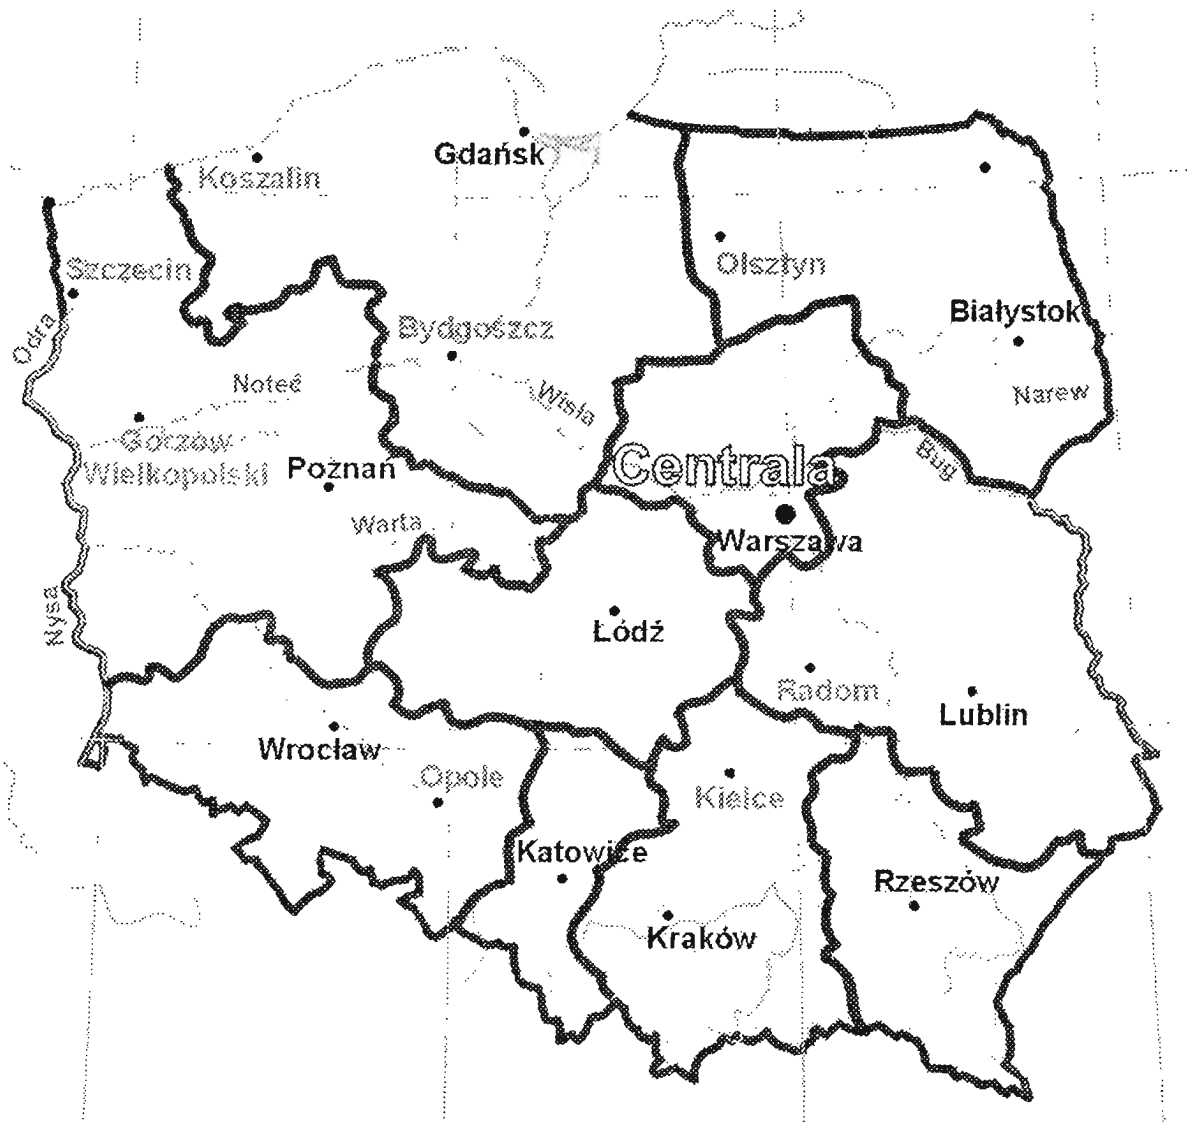 Gdańsk
Koszalin
Szczecin
Olsztyn
Odra
Białystok
Bydgoszcz
Noteć
Wisła
Narew
Gorzów
Wielkopolski
Poznań
Centrala
Bug
Warta
Warszawa
Nysa
Łódź
Radom
Lublin
Wrocław
Opole
Kielce
Katowice
Rzeszów
Kraków